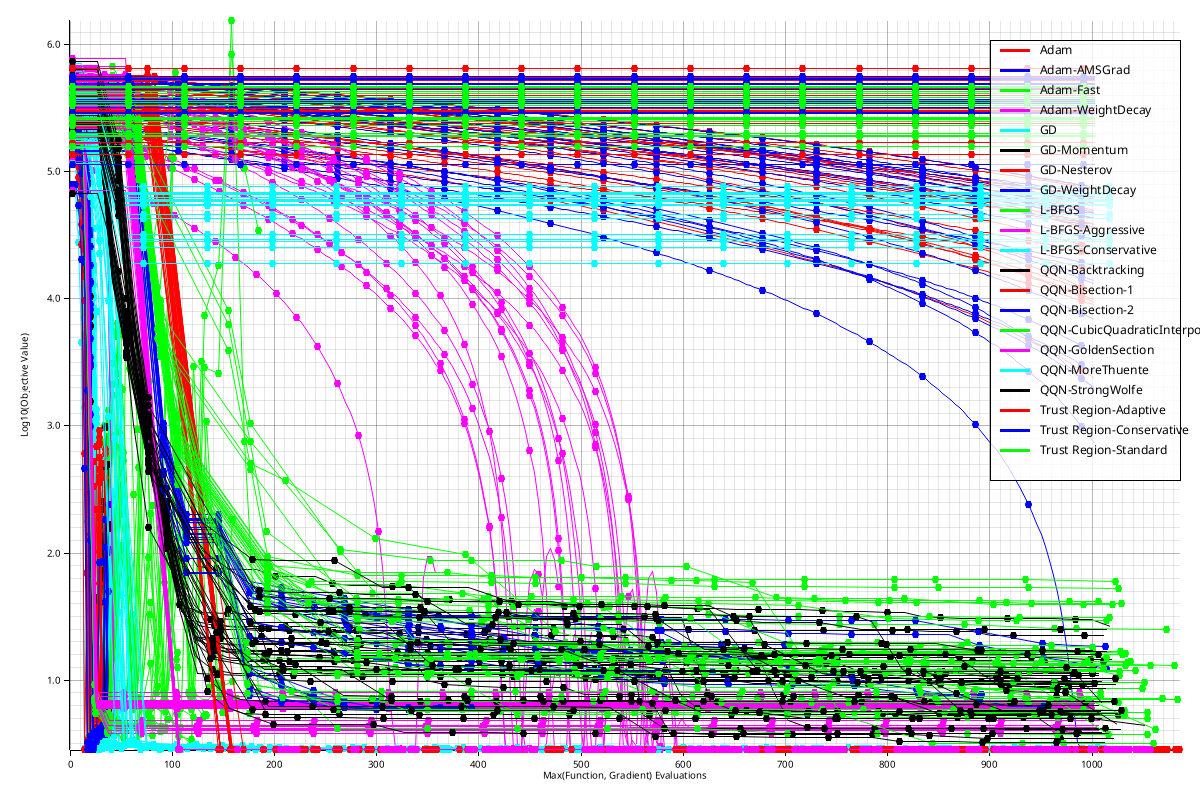 6.0
5.0
4.0
3.0
2.0
1.0
Log10(Objective Value)
0 100 200 300 400 500 600 700 800 900 1000
Max(Function, Gradient) Evaluations
Adam
Adam-AMSGrad
Adam-Fast
Adam-WeightDecay
GD
GD-Momentum
GD-Nesterov
GD-WeightDecay
L-BFGS
L-BFGS-Aggressive
L-BFGS-Conservative
QQN-Backtracking
QQN-Bisection-1
QQN-Bisection-2
QQN-CubicQuadraticInterpo
QQN-GoldenSection
QQN-MoreThuente
QQN-StrongWolfe
Trust Region-Adaptive
Trust Region-Conservative
Trust Region-Standard